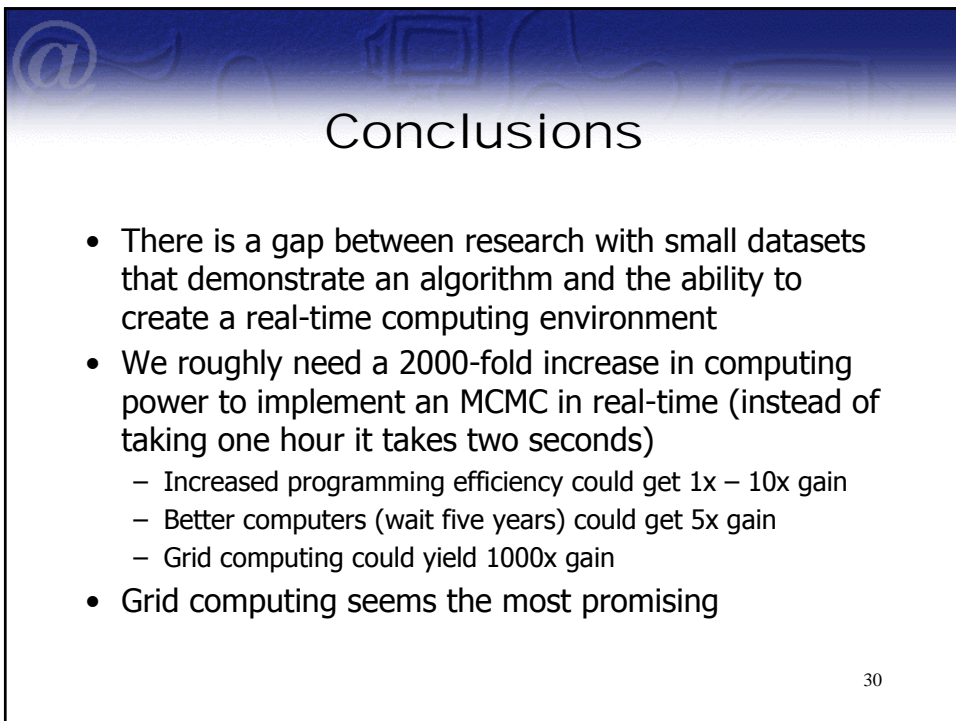 @
Conclusions
• There is a gap between research with small datasets
that demonstrate an algorithm and the ability to
create a real-time computing environment
• We roughly need a 2000-fold increase in computing
power to implement an MCMC in real-time (instead of
taking one hour it takes two seconds)
– Increased programming efficiency could get 1x – 10x gain
– Better computers (wait five years) could get 5x gain
– Grid computing could yield 1000x gain
• Grid computing seems the most promising
30